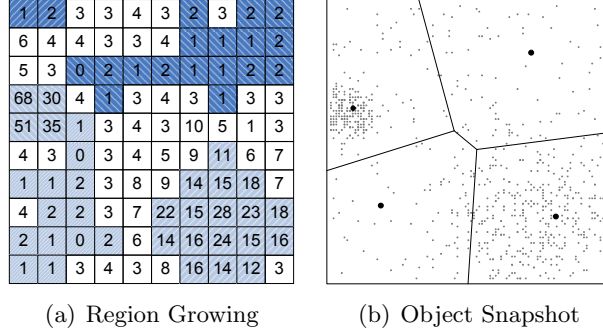 1 2 3 3 4 3 2 3 2 2
6 4 4 4 3 4 1 1 1 2
5 3 0 2 1 2 1 1 2 2
68 30 4 1 3 4 3 1 3 3
51 35 1 3 4 3 10 5 1 3
4 3 0 3 4 5 9 11 6 7
1 1 2 3 8 9 14 15 18 7
4 2 2 3 7 22 15 28 23 18
2 1 0 2 6 14 16 24 15 16
1 1 3 4 3 8 16 14 12 3
(a) Region Growing
(b) Object Snapshot